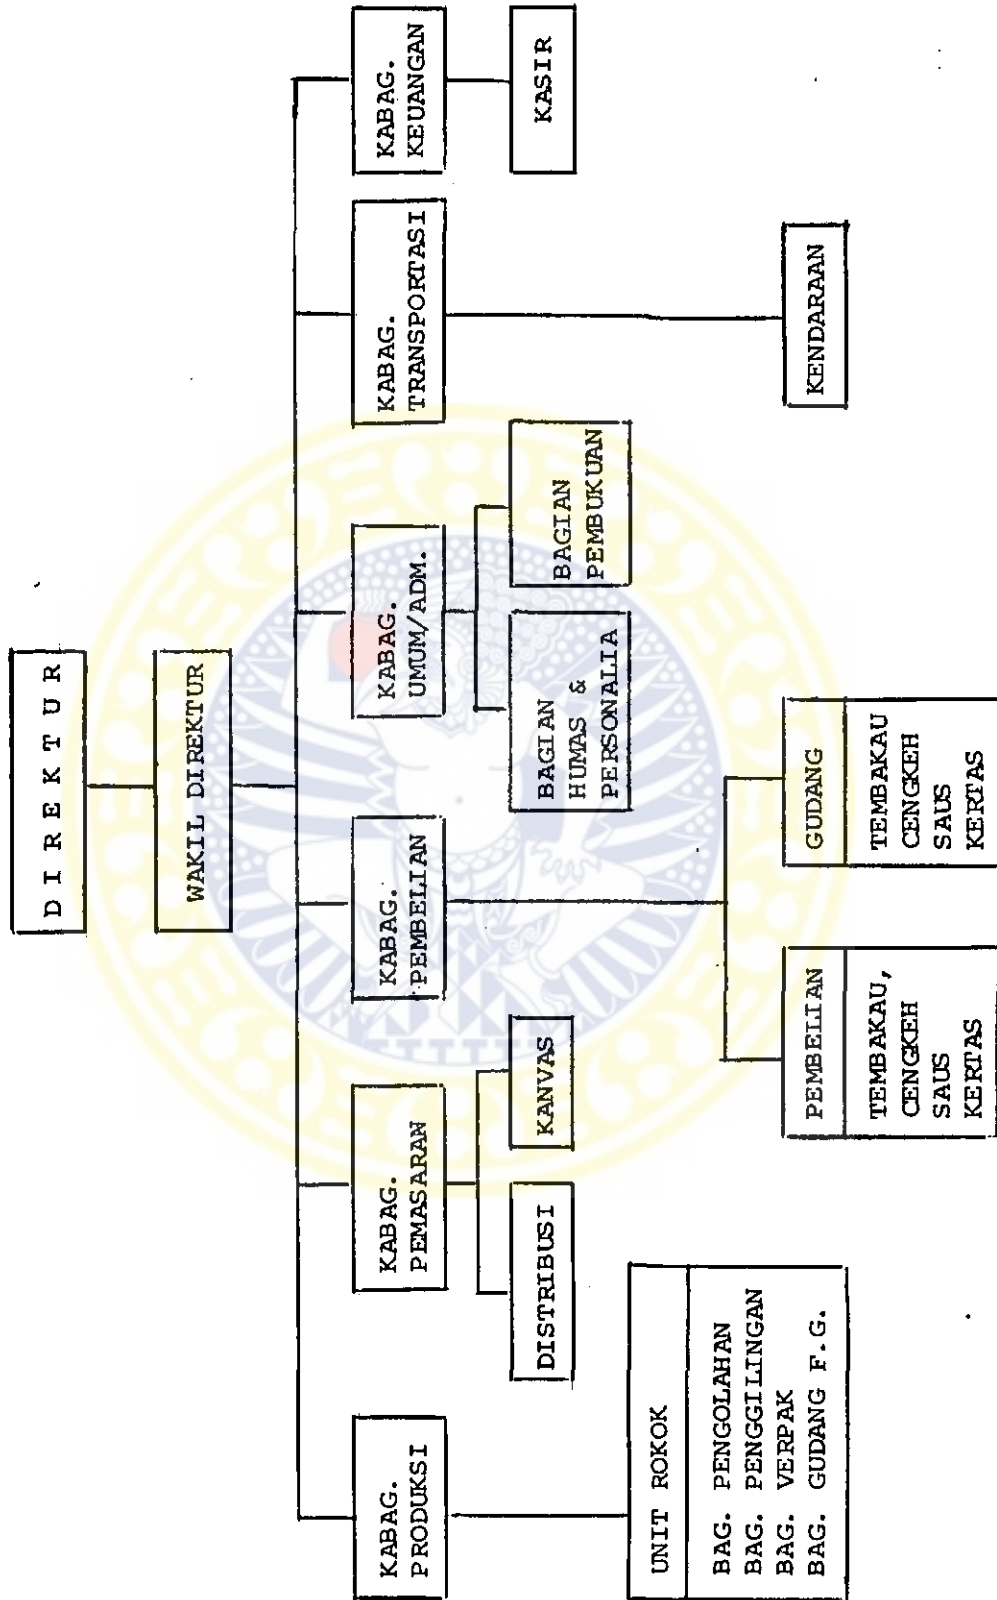 D I R E K T U R
WAKIL DIREKTUR
KABAG.
PRODUKSI
KABAG.
PEMASARAN
KABAG.
PEMBELIAN
KABAG.
UMUM/ADM.
KABAG.
TRANSPORTASI
KABAG.
KEUANGAN
DISTRIBUSI
KANVAS
BAGIAN
HUMAS &
PERSONALIA
BAGIAN
PEMBUKUAN
KASIR
UNIT ROKOK
BAG. PENGOLAHAN
BAG. PENGGILINGAN
BAG. VERPAK
BAG. GUDANG F.G.
PEMBELIAN
TEMBAKAU,
CENGKEH
SAUS
KERTAS
GUDANG
TEMBAKAU
CENGKEH
SAUS
KERTAS
KENDARAAN